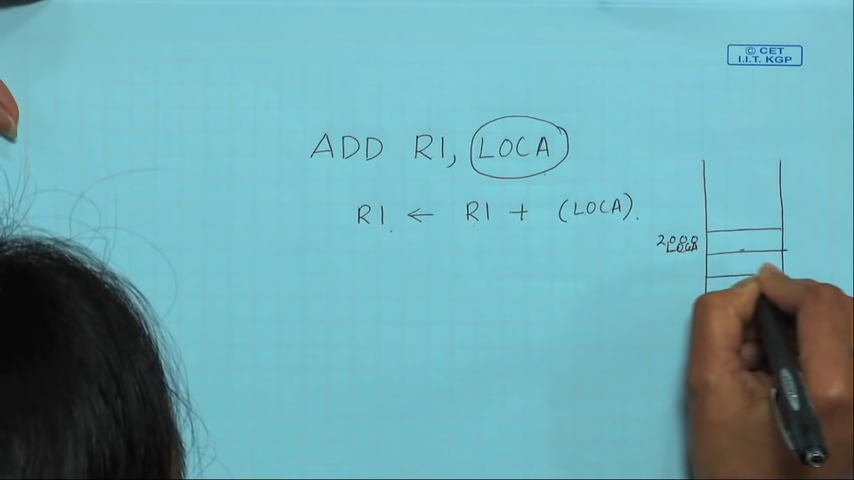 © CET
I.I.T. KGP
ADD R1, LOCA
R1 ← R1 + (LOCA).
2000
LOCA